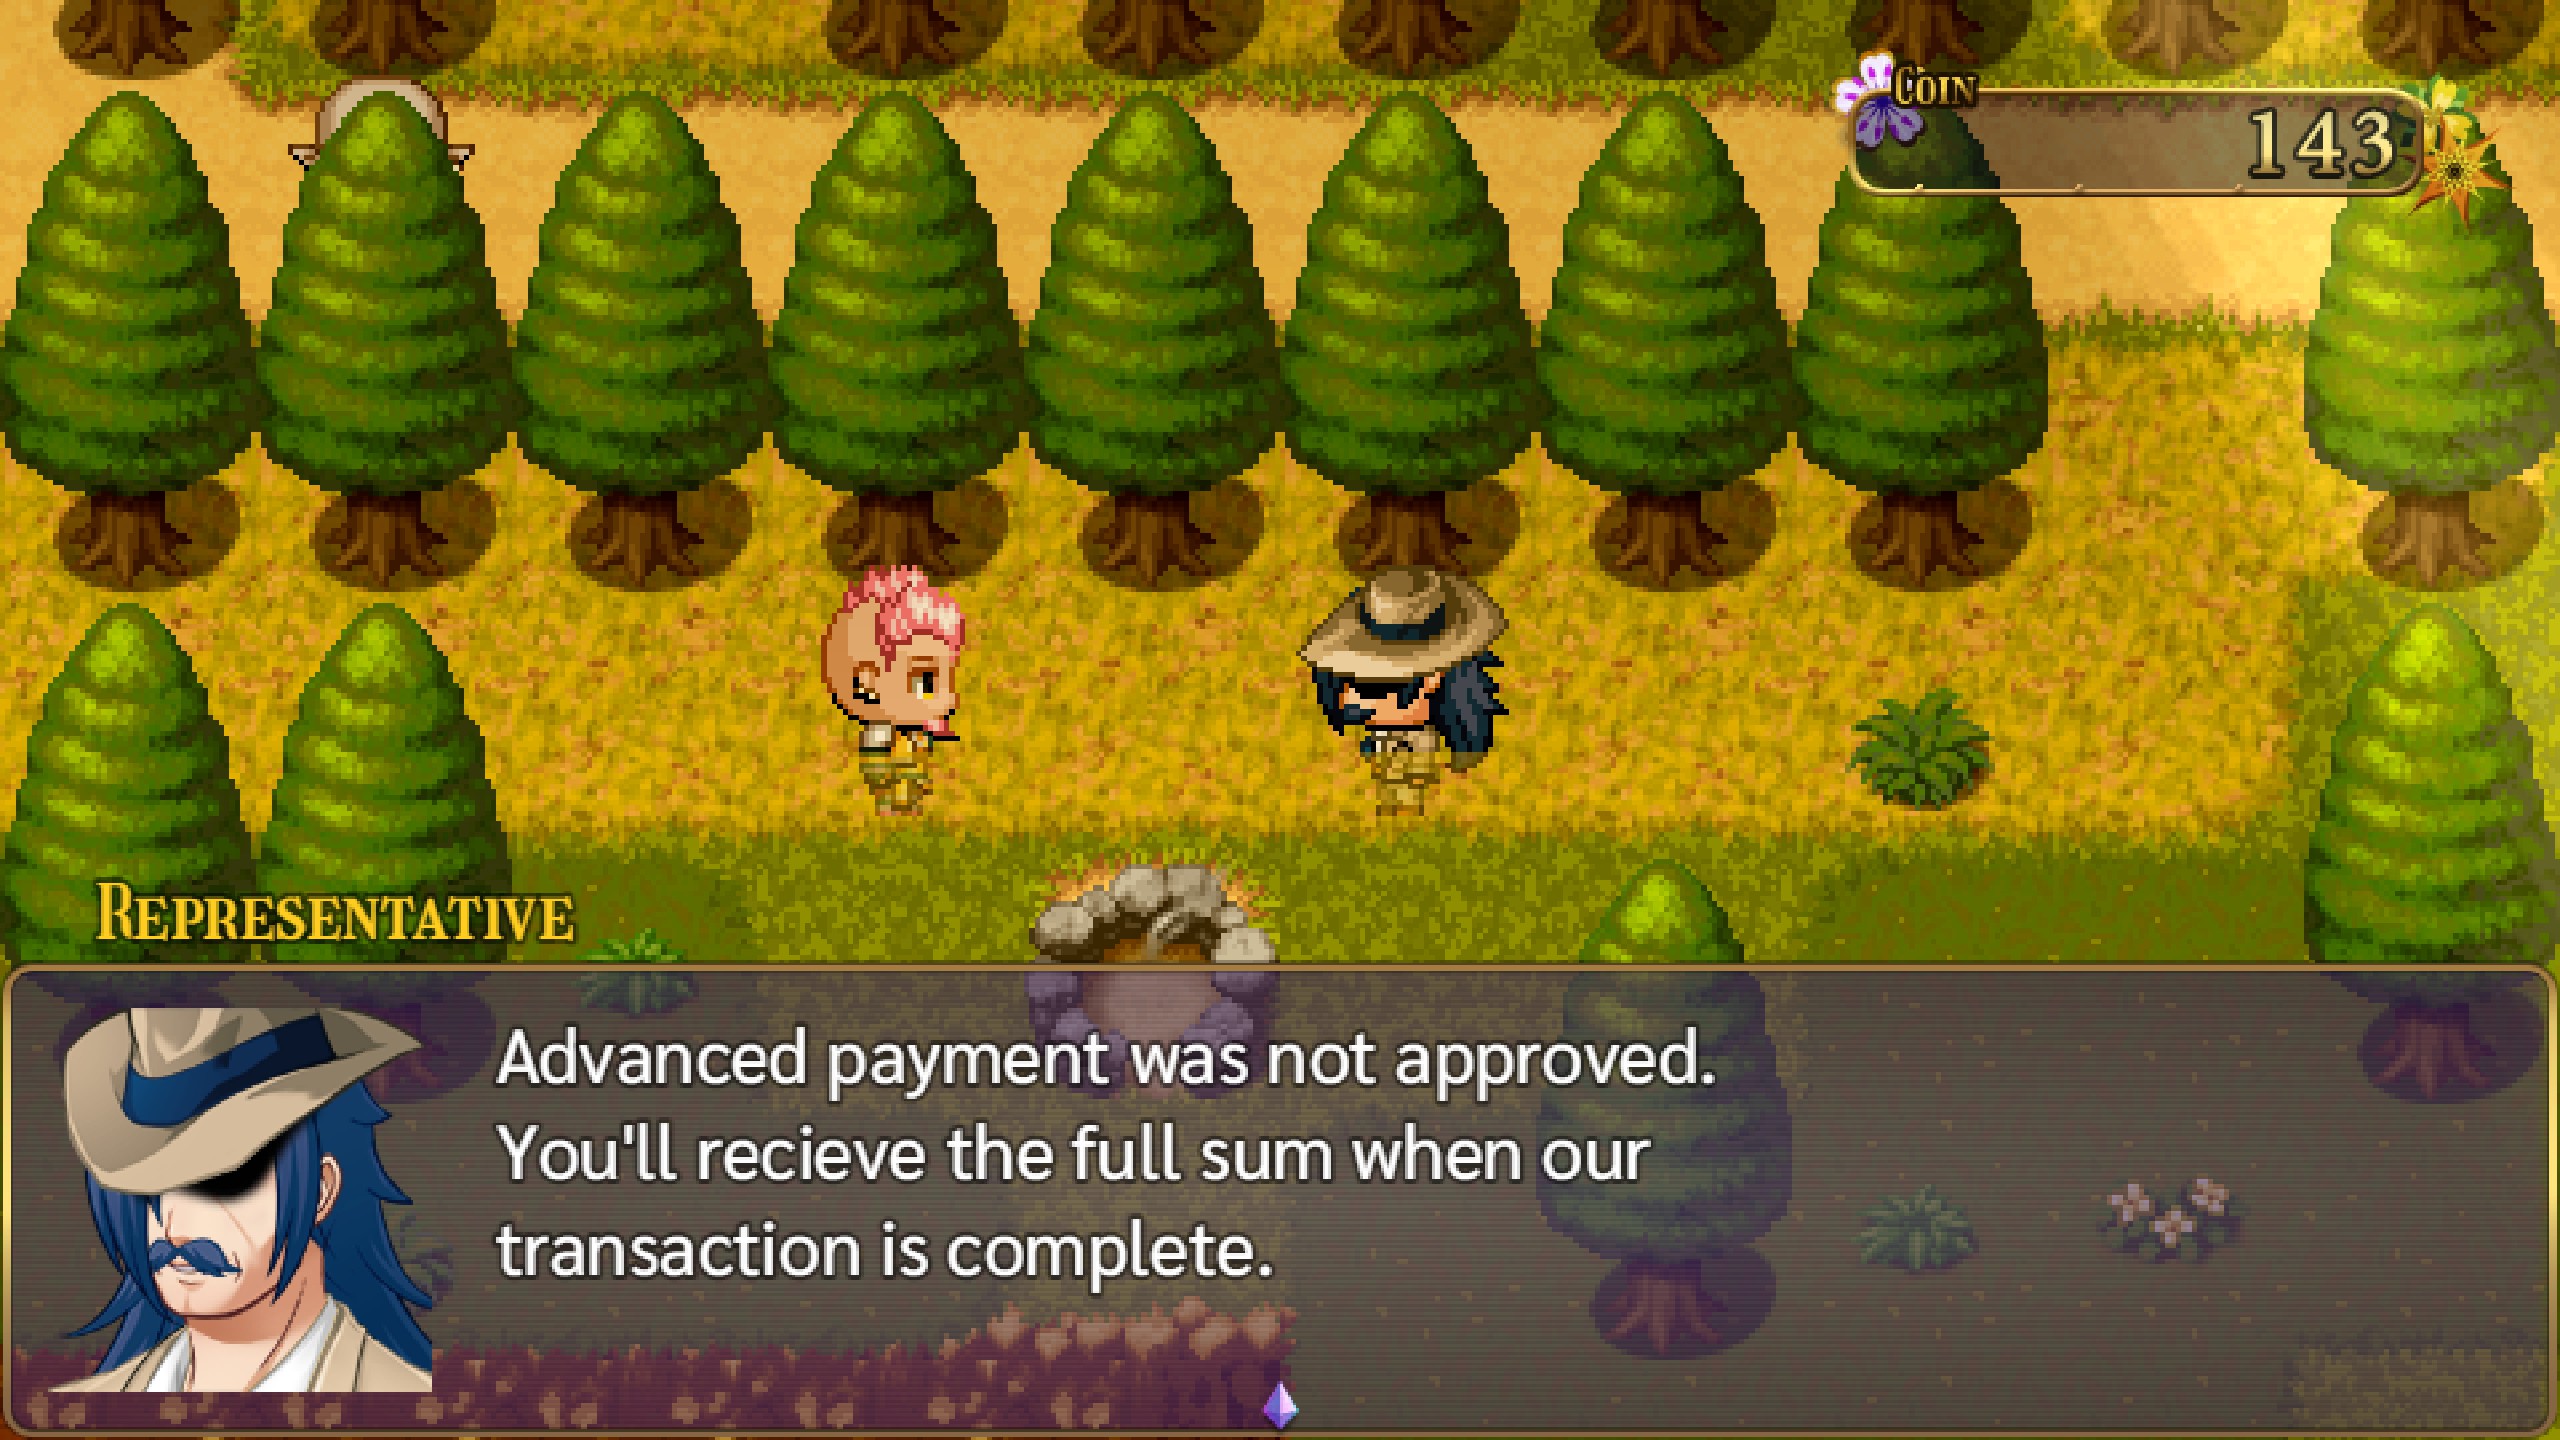 Coin
143
Representative
Advanced payment was not approved.
You'll recieve the full sum when our
transaction is complete.